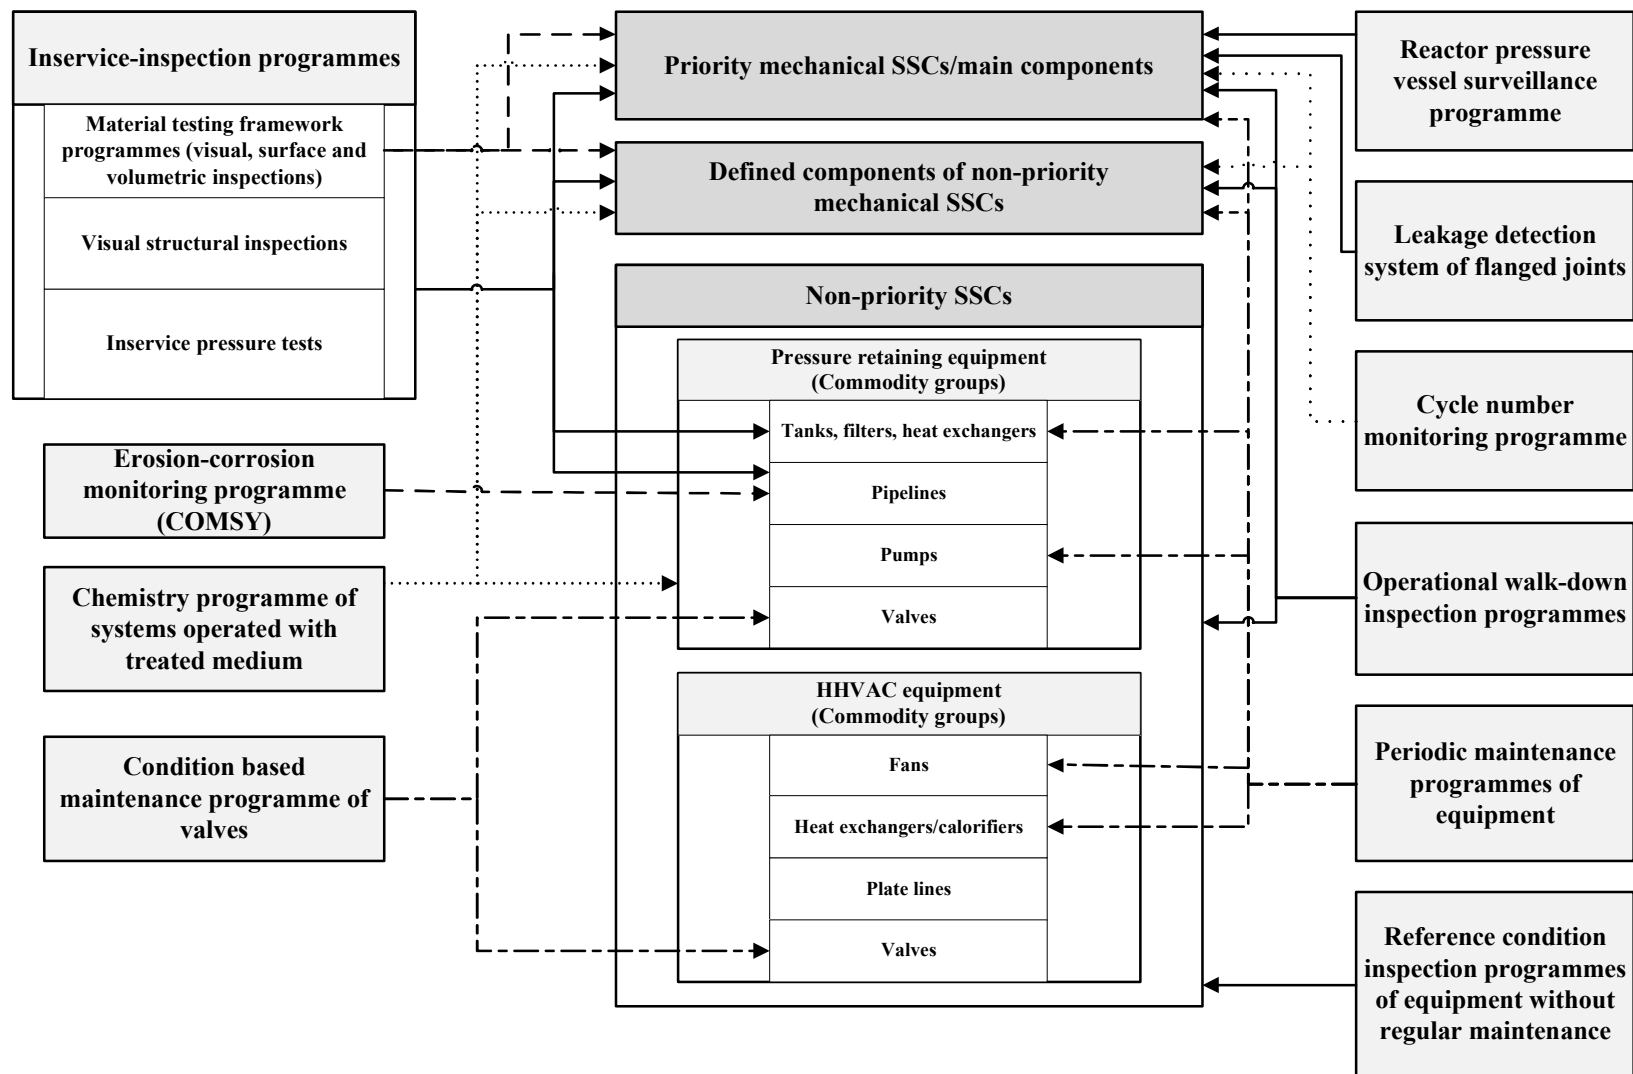 Inservice-inspection programmes
Material testing framework
programmes (visual, surface and
volumetric inspections)
Visual structural inspections
Inservice pressure tests
Erosion-corrosion
monitoring programme
(COMSY)
Chemistry programme of
systems operated with
treated medium
Condition based
maintenance programme of
valves
Priority mechanical SSCs/main components
Defined components of non-priority
mechanical SSCs
Non-priority SSCs
Pressure retaining equipment
(Commodity groups)
Tanks, filters, heat exchangers
Pipelines
Pumps
Valves
HHVAC equipment
(Commodity groups)
Fans
Heat exchangers/calorifiers
Plate lines
Valves
Reactor pressure
vessel surveillance
programme
Leakage detection
system of flanged joints
Cycle number
monitoring programme
Operational walk-down
inspection programmes
Periodic maintenance
programmes of
equipment
Reference condition
inspection programmes
of equipment without
regular maintenance